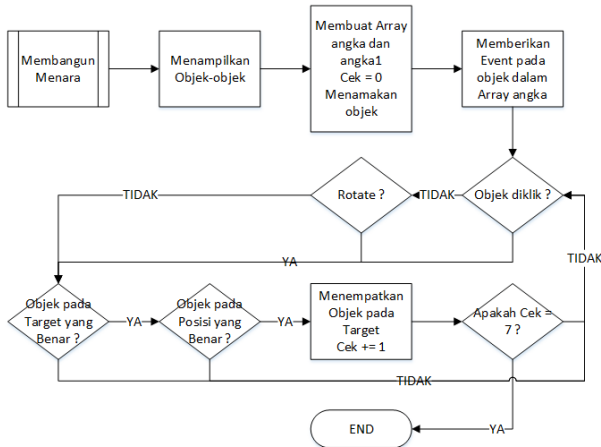 Membangun
Menara
Menampilkan
Objek-objek
Membuat Array
angka dan
angka1
Cek = 0
Menamakan
objek
Memberikan
Event pada
objek dalam
Array angka
TIDAK
Rotate ?
TIDAK
Objek diklik ?
YA
TIDAK
Objek pada
Target yang
Benar ?
YA
Objek pada
Posisi yang
Benar ?
YA
Menempatkan
Objek pada
Target
Cek += 1
Apakah Cek =
7 ?
TIDAK
END
YA